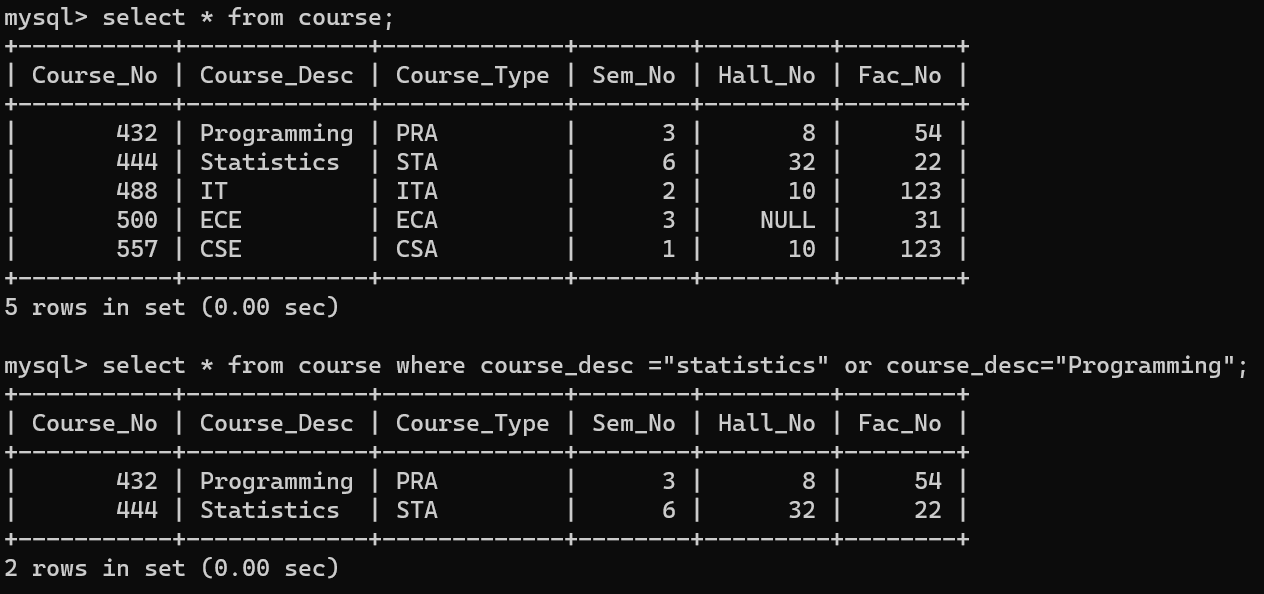 mysql> select * from course;
+-----------+-------------+-------------+--------+---------+--------+
| Course_No | Course_Desc | Course_Type | Sem_No | Hall_No | Fac_No |
+-----------+-------------+-------------+--------+---------+--------+
|       432 | Programming | PRA         |      3 |       8 |     54 |
|       444 | Statistics  | STA         |      6 |      32 |     22 |
|       488 | IT          | ITA         |      2 |      10 |    123 |
|       500 | ECE         | ECA         |      3 |    NULL |     31 |
|       557 | CSE         | CSA         |      1 |      10 |    123 |
+-----------+-------------+-------------+--------+---------+--------+
5 rows in set (0.00 sec)

mysql> select * from course where course_desc ="statistics" or course_desc="Programming";
+-----------+-------------+-------------+--------+---------+--------+
| Course_No | Course_Desc | Course_Type | Sem_No | Hall_No | Fac_No |
+-----------+-------------+-------------+--------+---------+--------+
|       432 | Programming | PRA         |      3 |       8 |     54 |
|       444 | Statistics  | STA         |      6 |      32 |     22 |
+-----------+-------------+-------------+--------+---------+--------+
2 rows in set (0.00 sec)